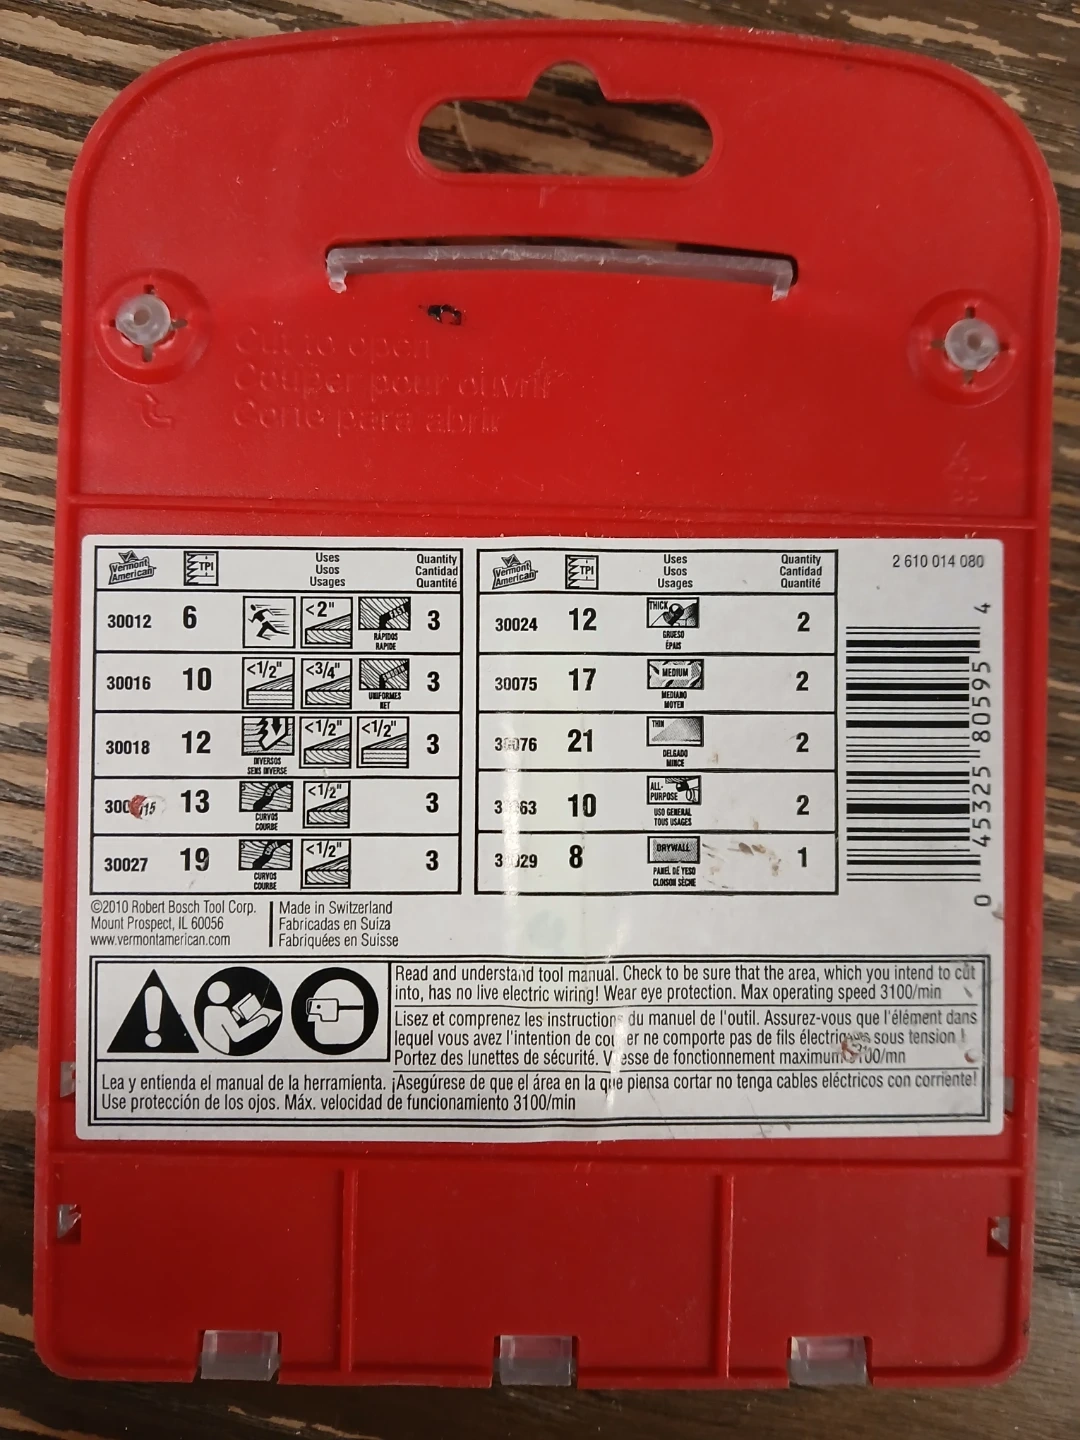 Cut to open
Couper pour ouvrir
Corte para abrir
2 610 014 080
Vermont American TPI Uses Usos Usages Quantity Cantidad Quantité
30012 6 <2" RÁPIDOS RAPIDE 3
30016 10 <1/2" <3/4" UNIFORMES NET 3
30018 12 DIVERSOS SENS DIVERSE <1/2" <1/2" 3
13 CURVOS COURBE <1/2" 3
30027 19 CURVOS COURBE <1/2" 3
Vermont American TPI Uses Usos Usages Quantity Cantidad Quantité
30024 12 THICK GRUESO ÉPAIS 2
30075 17 MEDIUM MEDIANO MOYEN 2
21 THIN DELGADO MINCE 2
10 ALL-PURPOSE USO GENERAL TOUS USAGES 2
8 DRYWALL PANEL DE YESO CLOISON SÈCHE 1
0 45325 80595 4
©2010 Robert Bosch Tool Corp.
Mount Prospect, IL 60056
www.vermontamerican.com
Made in Switzerland
Fabricadas en Suiza
Fabriquées en Suisse
Read and understand tool manual. Check to be sure that the area, which you intend to cut
into, has no live electric wiring! Wear eye protection. Max operating speed 3100/min
Lisez et comprenez les instructions du manuel de l'outil. Assurez-vous que l'élément dans
lequel vous avez l'intention de couper ne comporte pas de fils électriques sous tension !
Portez des lunettes de sécurité. Vitesse de fonctionnement maximum /mn
Lea y entienda el manual de la herramienta. ¡Asegúrese de que el área en la que piensa cortar no tenga cables eléctricos con corriente!
Use protección de los ojos. Máx. velocidad de funcionamiento 3100/min